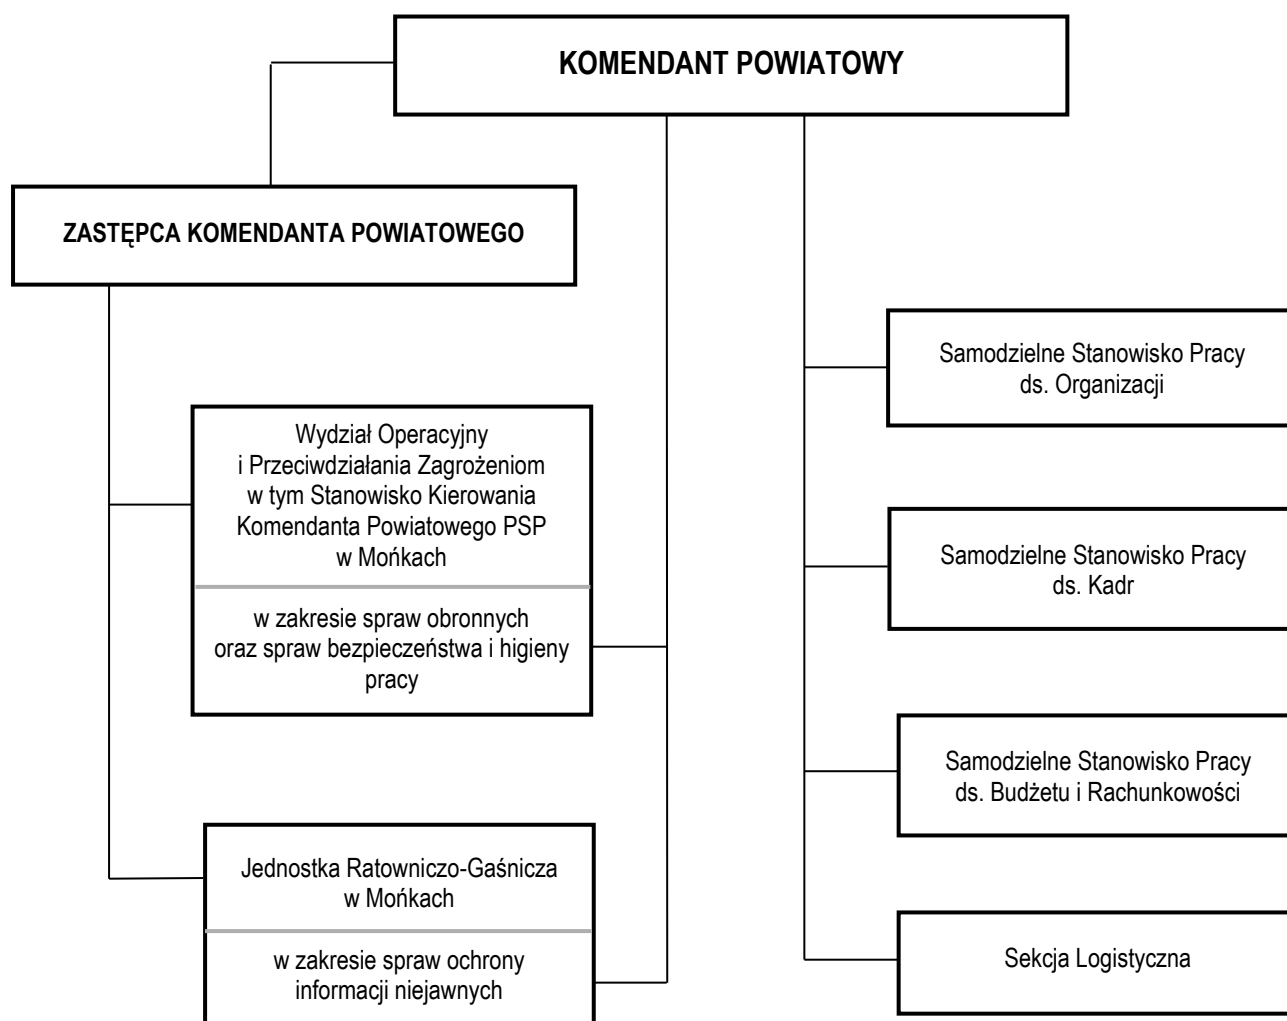 KOMENDANT POWIATOWY
ZASTĘPCA KOMENDANTA POWIATOWEGO
Wydział Operacyjny
i Przeciwdziałania Zagrożeniom
w tym Stanowisko Kierowania
Komendanta Powiatowego PSP
w Mońkach
w zakresie spraw obronnych
oraz spraw bezpieczeństwa i higieny
pracy
Jednostka Ratowniczo-Gaśnicza
w Mońkach
w zakresie spraw ochrony
informacji niejawnych
Samodzielne Stanowisko Pracy
ds. Organizacji
Samodzielne Stanowisko Pracy
ds. Kadr
Samodzielne Stanowisko Pracy
ds. Budżetu i Rachunkowości
Sekcja Logistyczna